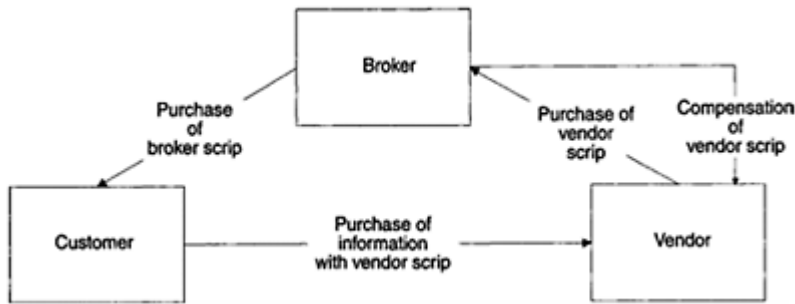 Broker
Purchase
of
broker scrip
Purchase of
vendor
scrip
Compensation
of
vendor scrip
Customer
Purchase of
information
with vendor scrip
Vendor